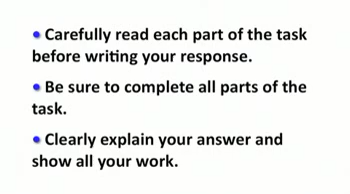 • Carefully read each part of the task
before writing your response.
• Be sure to complete all parts of the
task.
• Clearly explain your answer and
show all your work.